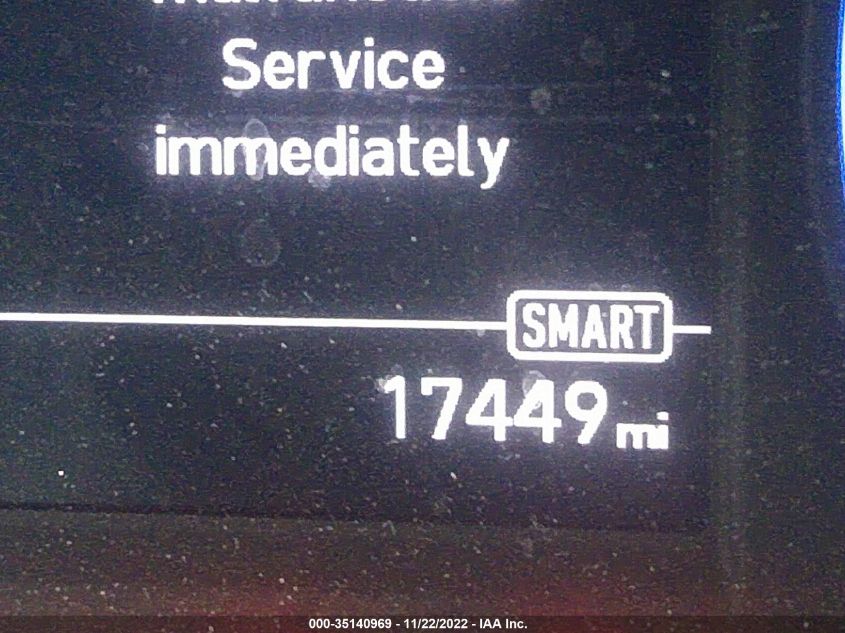 Service
immediately
SMART
17449 mi
000-35140969 - 11/22/2022 - IAA Inc.